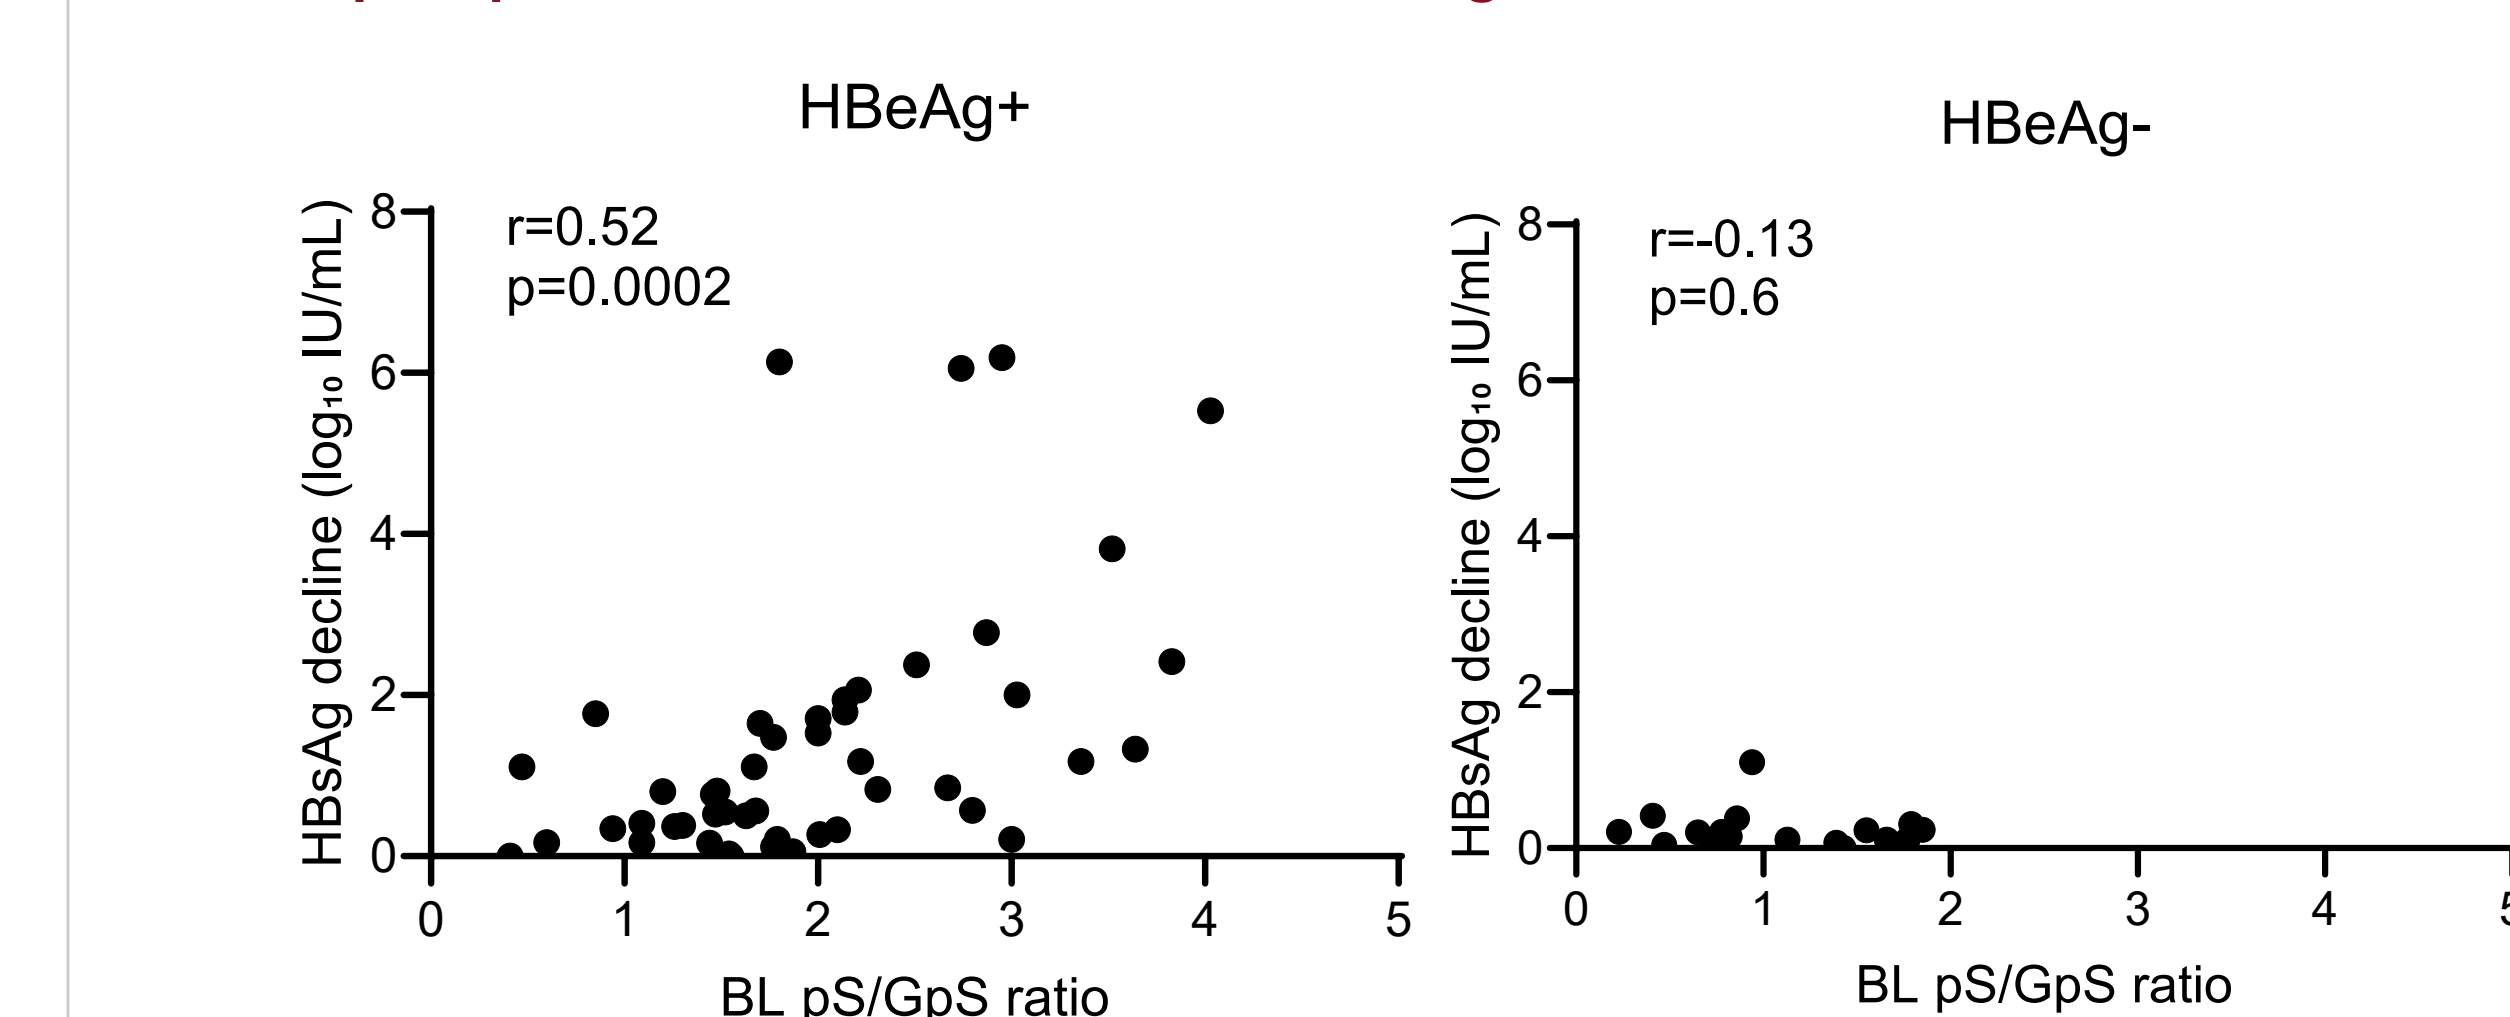 HBeAg+
r=0.52
p=0.0002
HBsAg decline (log₁₀ IU/mL)
8
6
4
2
0
0 1 2 3 4 5
BL pS/GpS ratio
HBeAg-
r=-0.13
p=0.6
HBsAg decline (log₁₀ IU/mL)
8
6
4
2
0
0 1 2 3 4
BL pS/GpS ratio